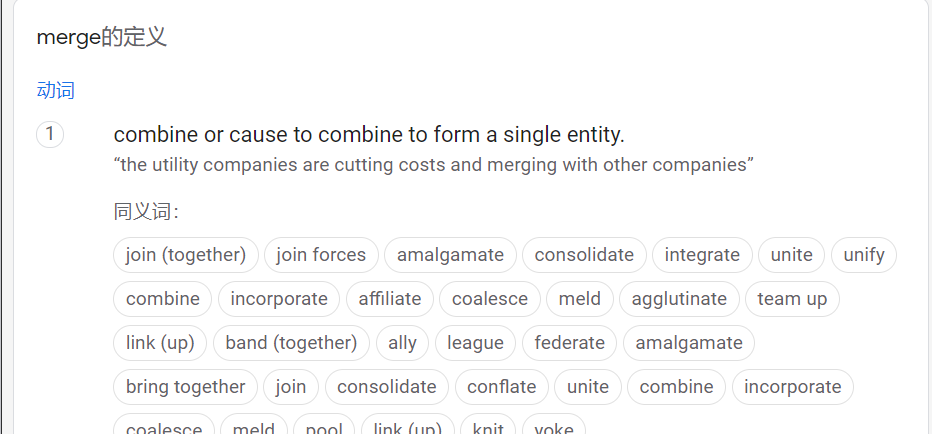 merge的定义
动词
1 combine or cause to combine to form a single entity.
“the utility companies are cutting costs and merging with other companies”
同义词：
join (together) join forces amalgamate consolidate integrate unite unify
combine incorporate affiliate coalesce meld agglutinate team up
link (up) band (together) ally league federate amalgamate
bring together join consolidate conflate unite combine incorporate
coalesce meld pool link (up) knit yoke